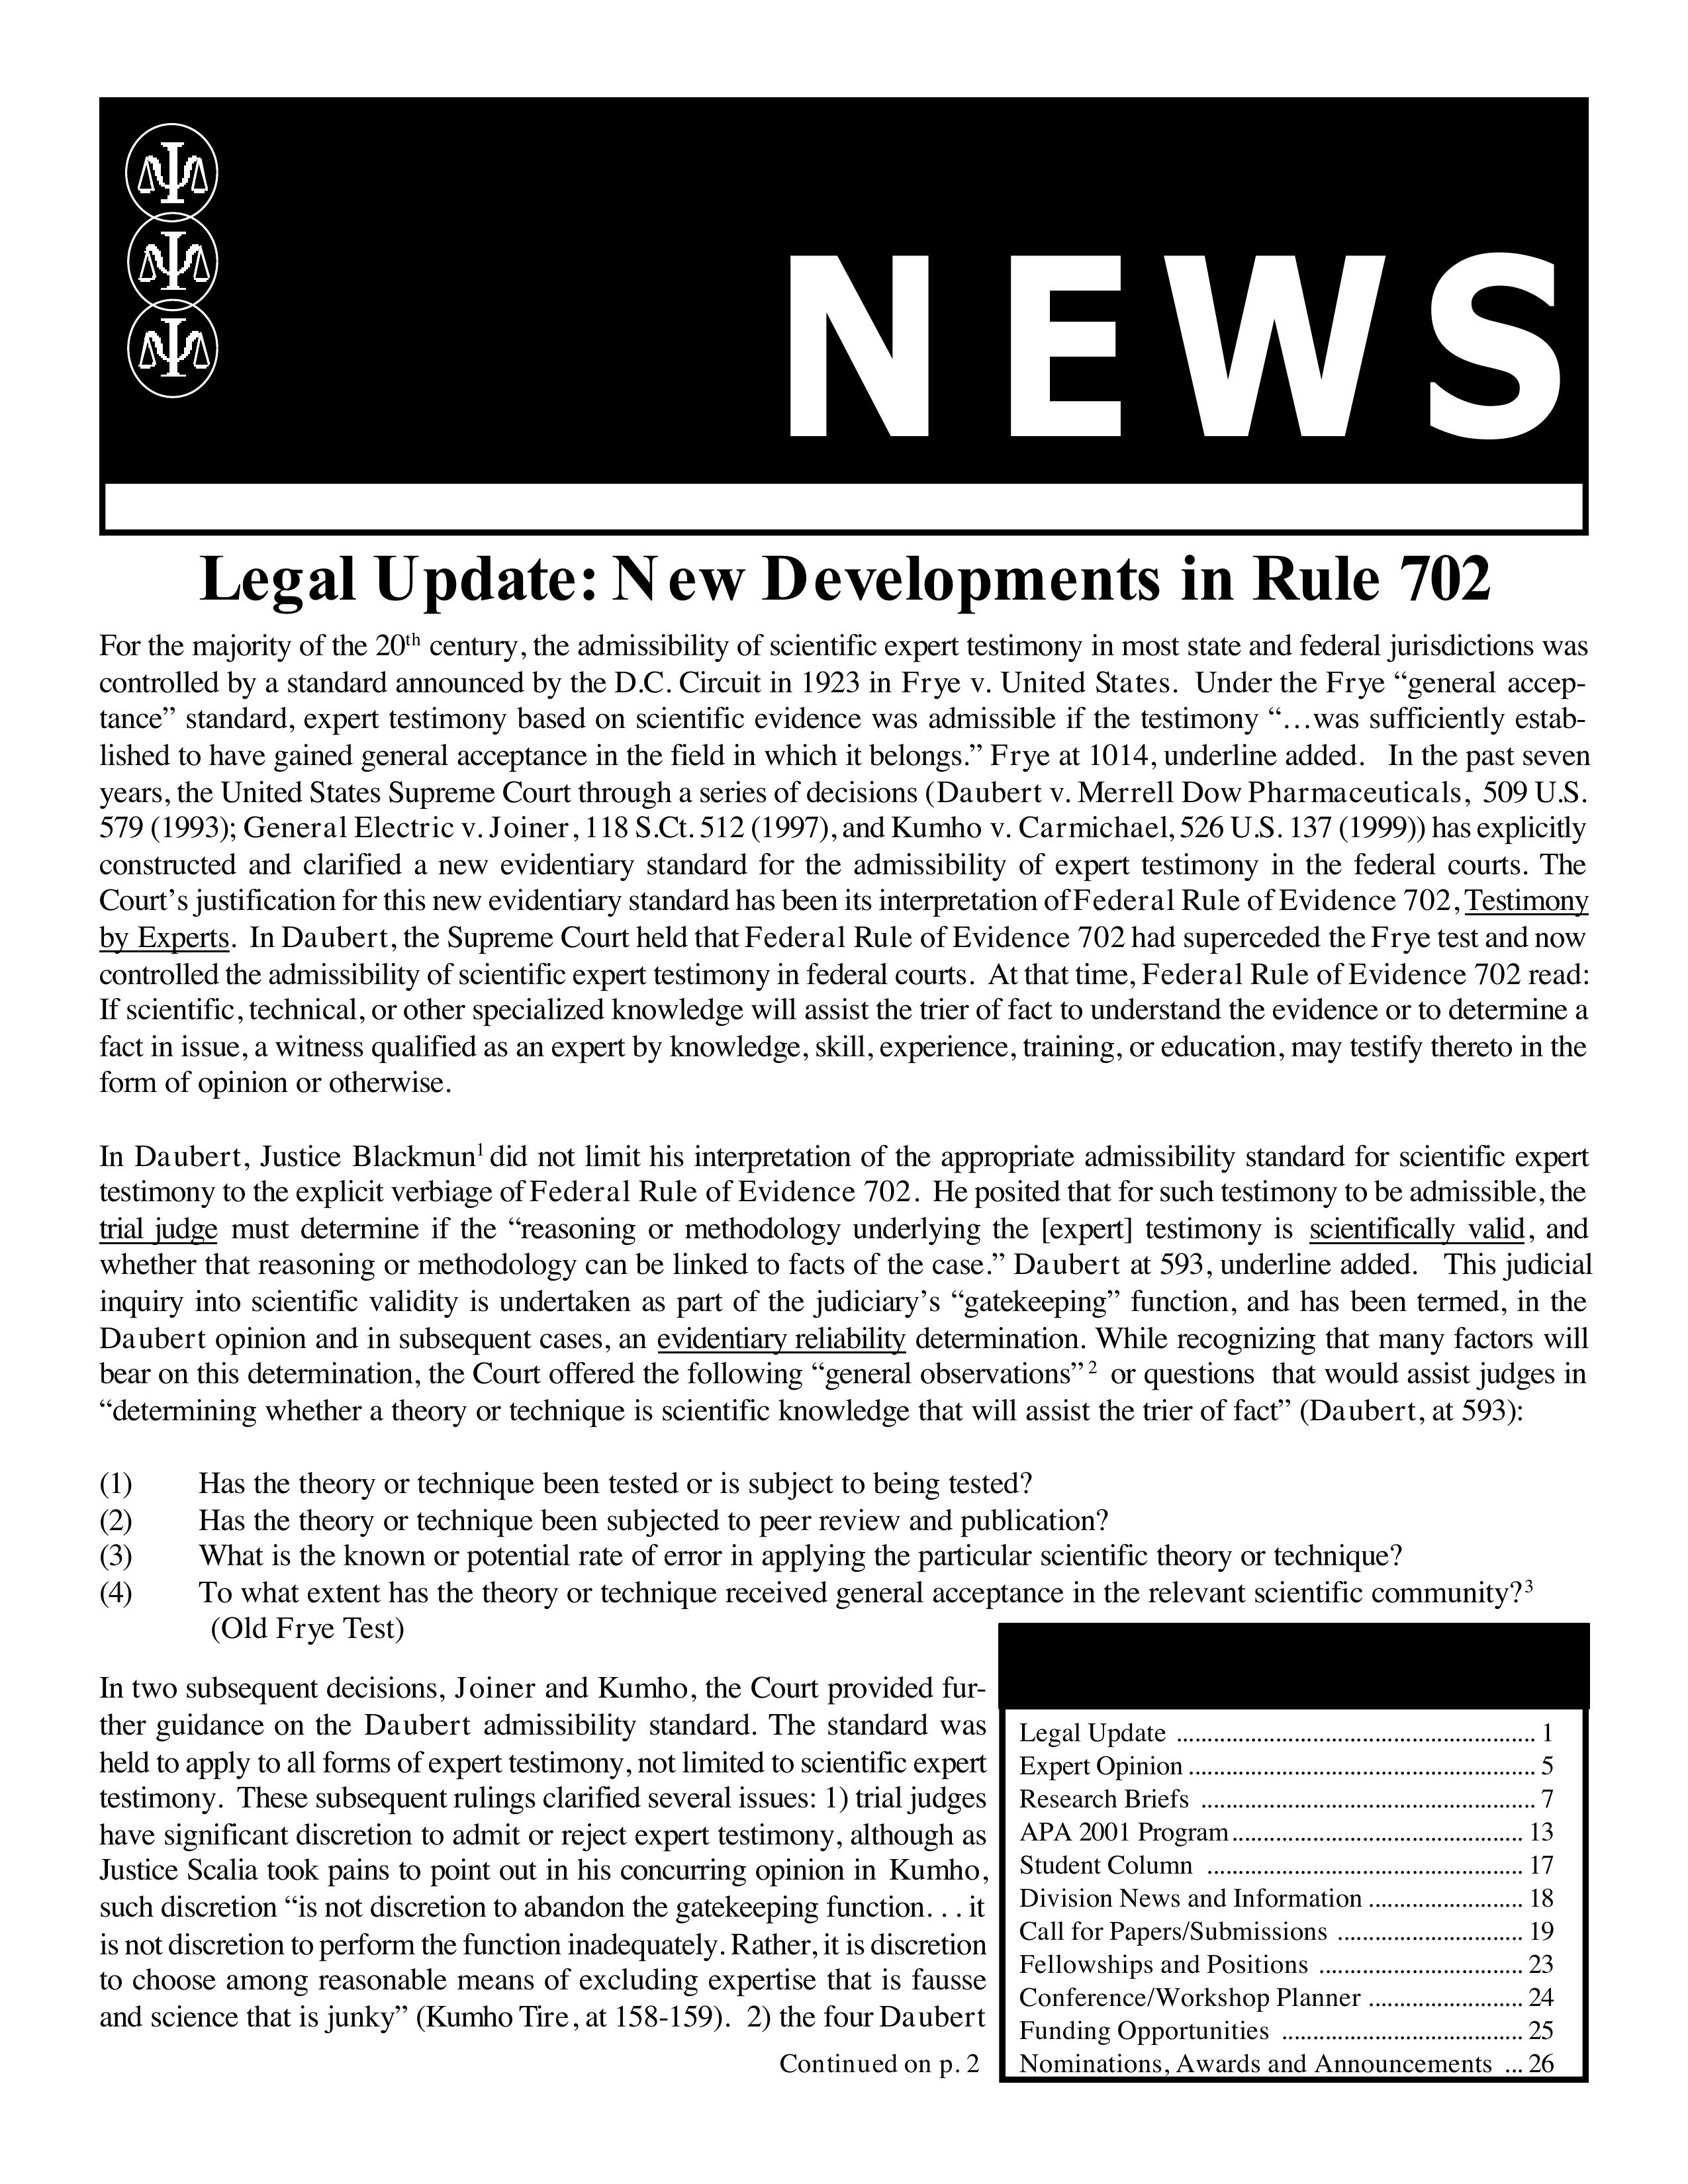 NEWS
Legal Update: New Developments in Rule 702
For the majority of the 20th century, the admissibility of scientific expert testimony in most state and federal jurisdictions was
controlled by a standard announced by the D.C. Circuit in 1923 in Frye v. United States. Under the Frye “general accep-
tance” standard, expert testimony based on scientific evidence was admissible if the testimony “…was sufficiently estab-
lished to have gained general acceptance in the field in which it belongs.” Frye at 1014, underline added. In the past seven
years, the United States Supreme Court through a series of decisions (Daubert v. Merrell Dow Pharmaceuticals, 509 U.S.
579 (1993); General Electric v. Joiner, 118 S.Ct. 512 (1997), and Kumho v. Carmichael, 526 U.S. 137 (1999)) has explicitly
constructed and clarified a new evidentiary standard for the admissibility of expert testimony in the federal courts. The
Court’s justification for this new evidentiary standard has been its interpretation of Federal Rule of Evidence 702, Testimony
by Experts. In Daubert, the Supreme Court held that Federal Rule of Evidence 702 had superceded the Frye test and now
controlled the admissibility of scientific expert testimony in federal courts. At that time, Federal Rule of Evidence 702 read:
If scientific, technical, or other specialized knowledge will assist the trier of fact to understand the evidence or to determine a
fact in issue, a witness qualified as an expert by knowledge, skill, experience, training, or education, may testify thereto in the
form of opinion or otherwise.
In Daubert, Justice Blackmun1 did not limit his interpretation of the appropriate admissibility standard for scientific expert
testimony to the explicit verbiage of Federal Rule of Evidence 702. He posited that for such testimony to be admissible, the
trial judge must determine if the “reasoning or methodology underlying the [expert] testimony is scientifically valid, and
whether that reasoning or methodology can be linked to facts of the case.” Daubert at 593, underline added. This judicial
inquiry into scientific validity is undertaken as part of the judiciary’s “gatekeeping” function, and has been termed, in the
Daubert opinion and in subsequent cases, an evidentiary reliability determination. While recognizing that many factors will
bear on this determination, the Court offered the following “general observations”2 or questions that would assist judges in
“determining whether a theory or technique is scientific knowledge that will assist the trier of fact” (Daubert, at 593):
(1) Has the theory or technique been tested or is subject to being tested?
(2) Has the theory or technique been subjected to peer review and publication?
(3) What is the known or potential rate of error in applying the particular scientific theory or technique?
(4) To what extent has the theory or technique received general acceptance in the relevant scientific community?3
(Old Frye Test)
In two subsequent decisions, Joiner and Kumho, the Court provided fur-
ther guidance on the Daubert admissibility standard. The standard was
held to apply to all forms of expert testimony, not limited to scientific expert
testimony. These subsequent rulings clarified several issues: 1) trial judges
have significant discretion to admit or reject expert testimony, although as
Justice Scalia took pains to point out in his concurring opinion in Kumho,
such discretion “is not discretion to abandon the gatekeeping function. . . it
is not discretion to perform the function inadequately. Rather, it is discretion
to choose among reasonable means of excluding expertise that is fausse
and science that is junky” (Kumho Tire, at 158-159). 2) the four Daubert
Continued on p. 2
Legal Update ............................................................ 1
Expert Opinion .......................................................... 5
Research Briefs ........................................................ 7
APA 2001 Program................................................. 13
Student Column ..................................................... 17
Division News and Information .......................... 18
Call for Papers/Submissions ............................... 19
Fellowships and Positions .................................. 23
Conference/Workshop Planner .......................... 24
Funding Opportunities ........................................ 25
Nominations, Awards and Announcements ... 26